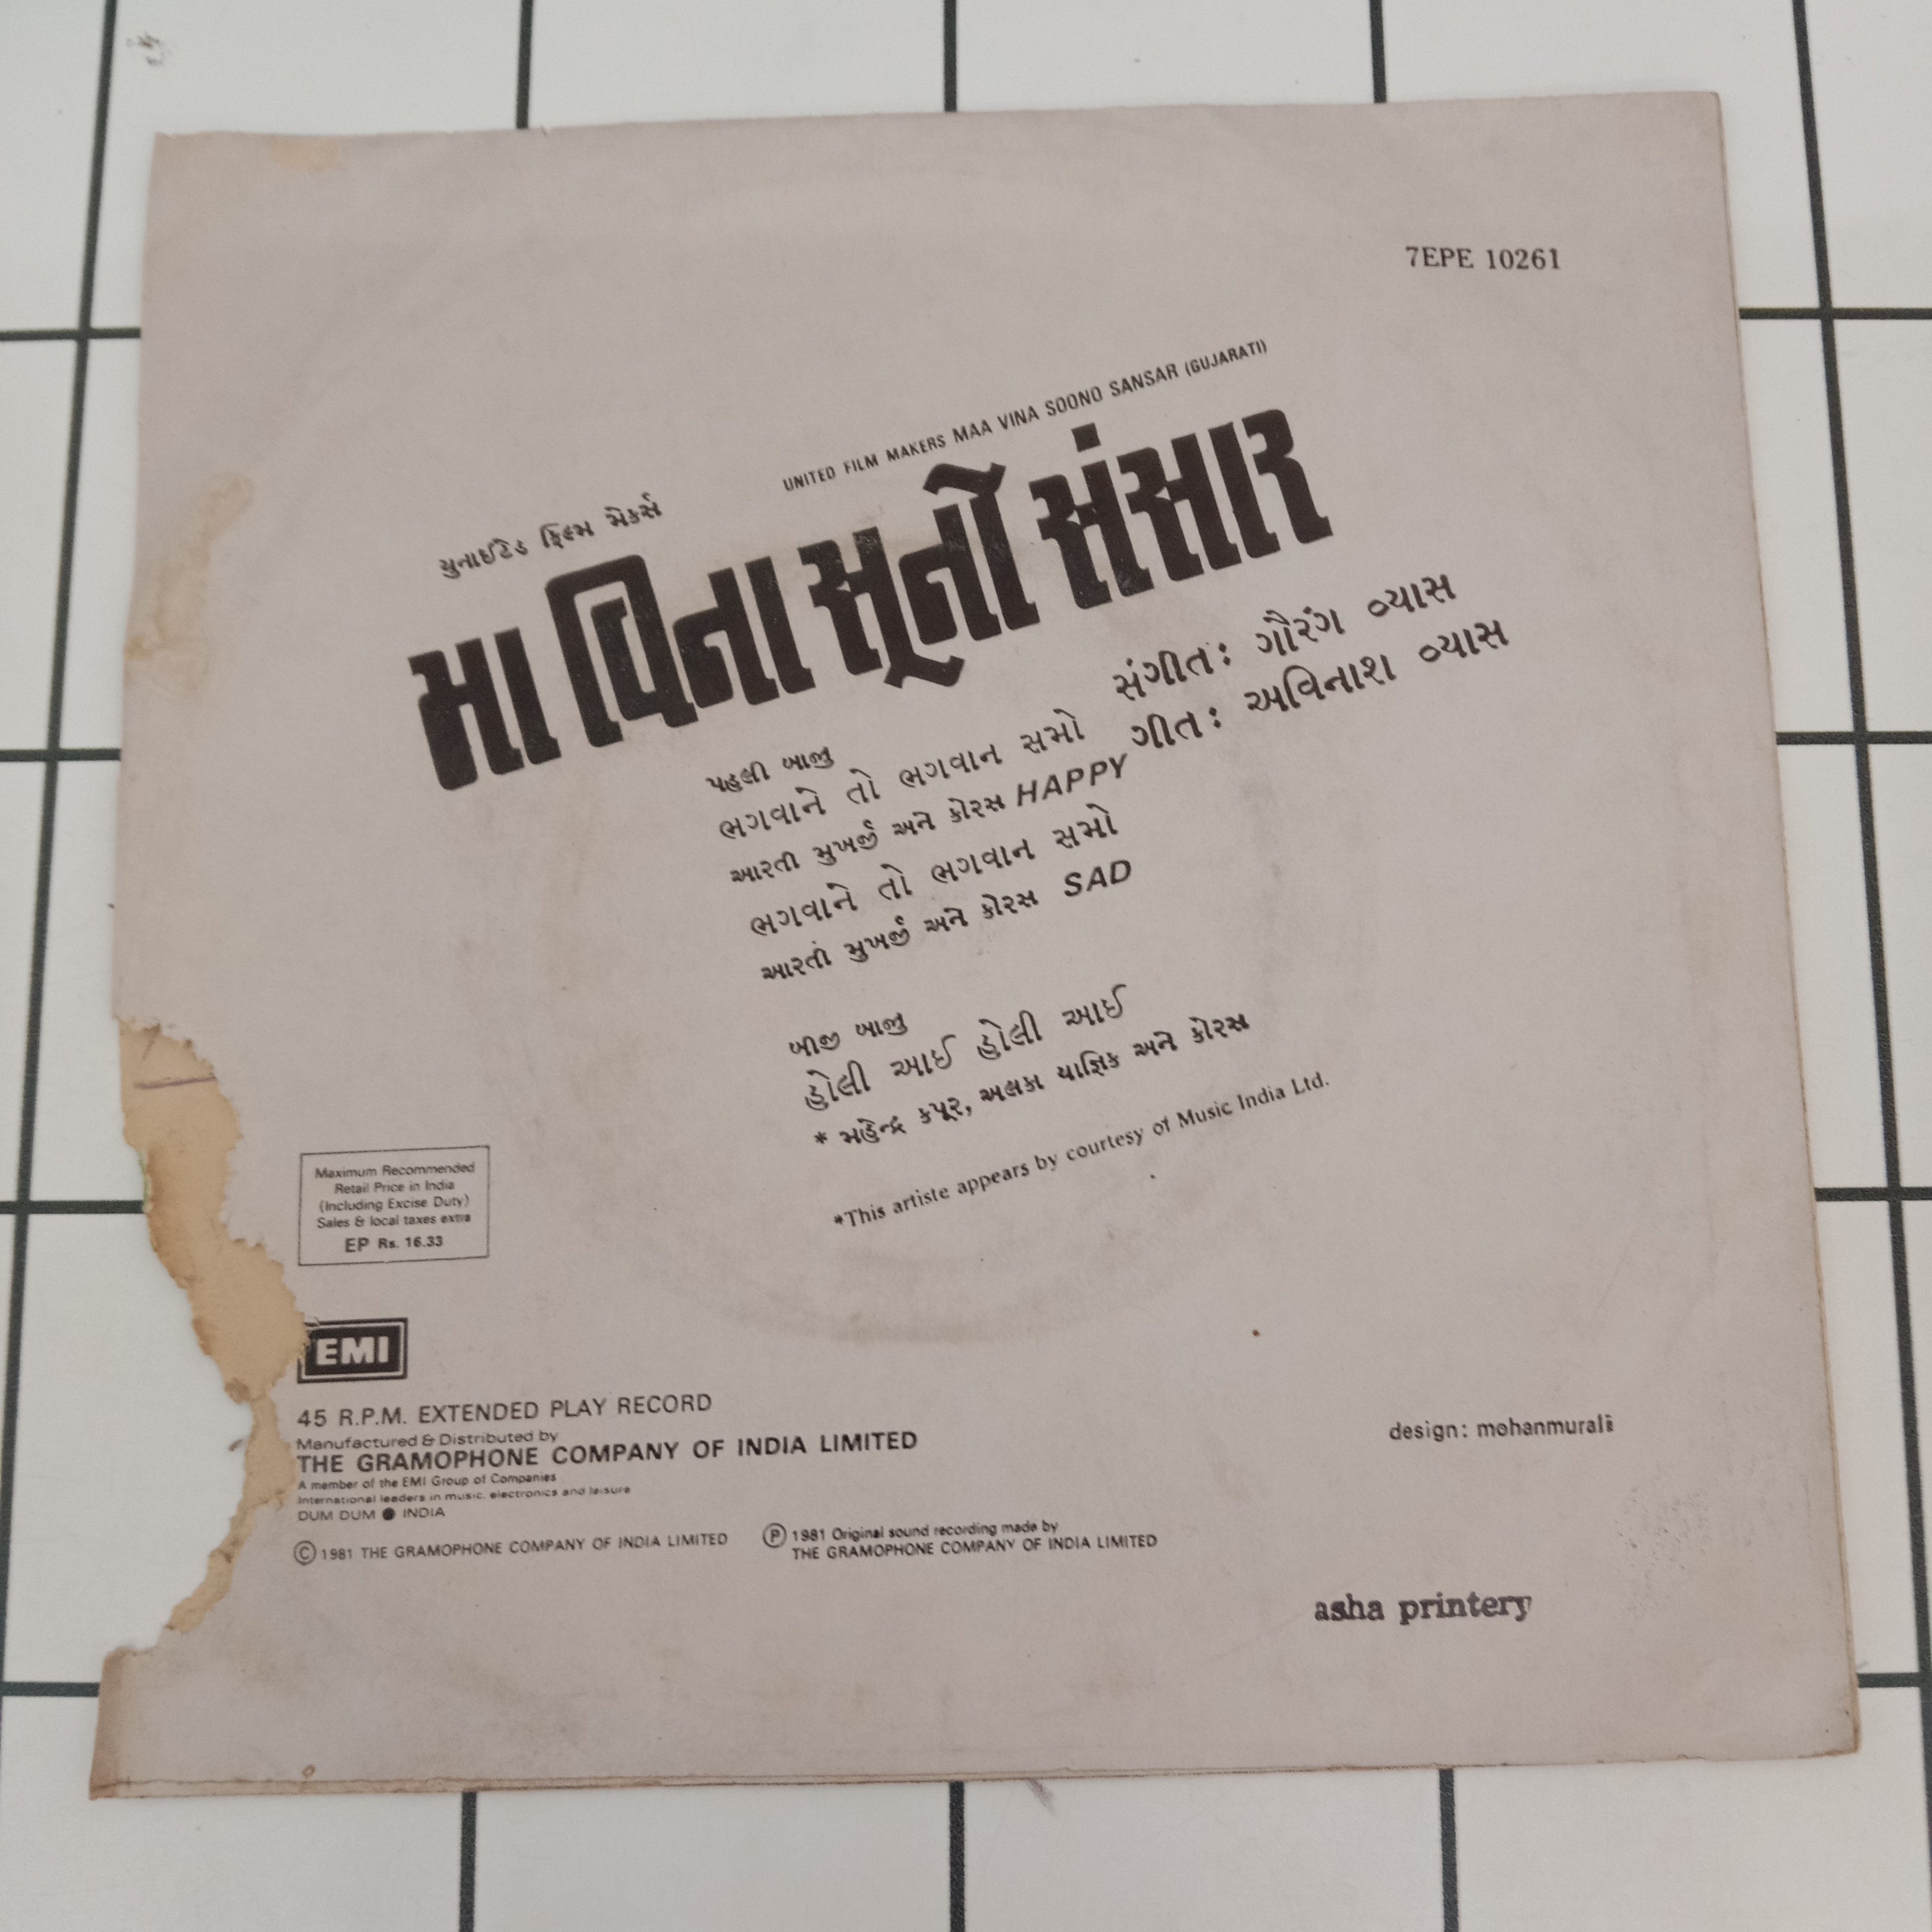 7EPE 10261
UNITED FILM MAKERS MAA VINA SOONO SANSAR (GUJARATI)
યુનાઈટેડ ફિલ્મ મેકર્સ
મા વિના સૂનો સંસાર
સંગીત: ગૌરંગ વ્યાસ
ગીત: અવિનાશ વ્યાસ
પહલી બાજુ
ભગવાને તો ભગવાન સમો
આરતી મુખર્જી અને કોરસ HAPPY
ભગવાને તો ભગવાન સમો
આરતી મુખર્જી અને કોરસ SAD
બીજી બાજુ
હોલી આઈ હોલી આઈ
* મહેન્દ્ર કપૂર, અલકા યાજ્ઞિક અને કોરસ
*This artiste appears by courtesy of Music India Ltd.
Maximum Recommended
Retail Price in India
(Including Excise Duty)
Sales & local taxes extra
EP Rs. 16.33
EMI
45 R.P.M. EXTENDED PLAY RECORD
Manufactured & Distributed by
THE GRAMOPHONE COMPANY OF INDIA LIMITED
A member of the EMI Group of Companies
International leaders in music, electronics and leisure
DUM DUM ● INDIA
Ⓒ 1981 THE GRAMOPHONE COMPANY OF INDIA LIMITED
Ⓟ 1981 Original sound recording made by
THE GRAMOPHONE COMPANY OF INDIA LIMITED
design: mohanmurali
asha printery